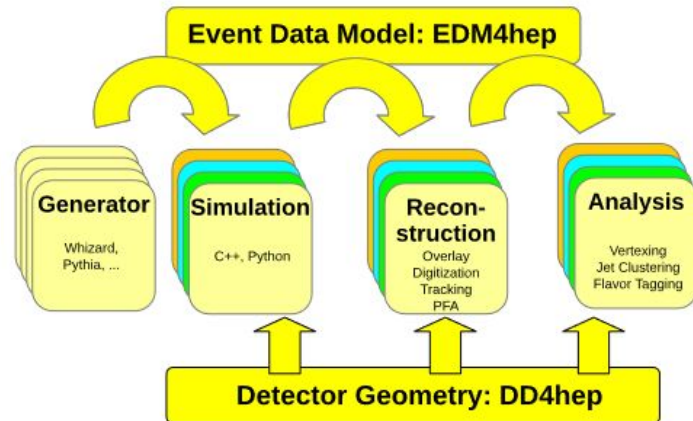 Event Data Model: EDM4hep
Generator
Whizard,
Pythia, ...
Simulation
C++, Python
Recon-
struction
Overlay
Digitization
Tracking
PFA
Analysis
Vertexing
Jet Clustering
Flavor Tagging
Detector Geometry: DD4hep